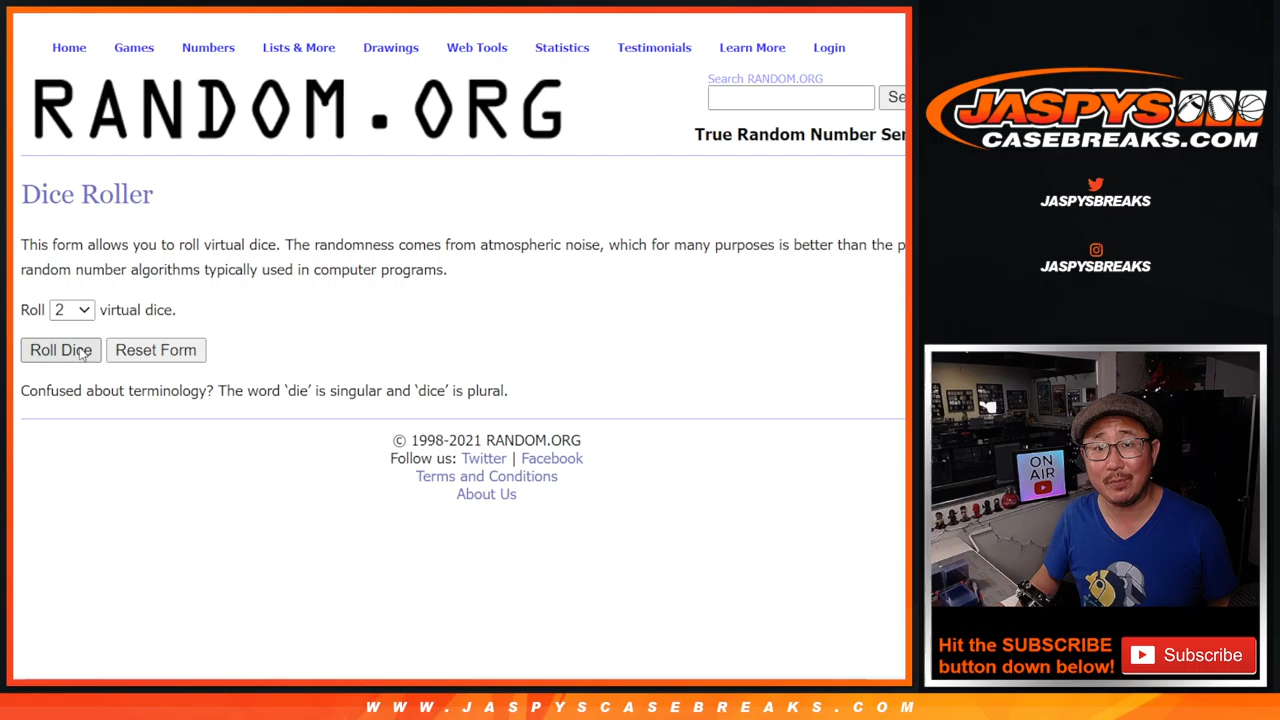 Home Games Numbers Lists & More Drawings Web Tools Statistics Testimonials Learn More Login
RANDOM.ORG
Search RANDOM.ORG
Se
True Random Number Ser
Dice Roller
This form allows you to roll virtual dice. The randomness comes from atmospheric noise, which for many purposes is better than the p
random number algorithms typically used in computer programs.
Roll 2 virtual dice.
Roll Dice Reset Form
Confused about terminology? The word ‘die’ is singular and ‘dice’ is plural.
© 1998-2021 RANDOM.ORG
Follow us: Twitter | Facebook
Terms and Conditions
About Us
JASPYS
CASEBREAKS.COM
JASPYSBREAKS
JASPYSBREAKS
ON
AIR
Hit the SUBSCRIBE
button down below!
Subscribe
WWW.JASPYSCASEBREAKS.COM